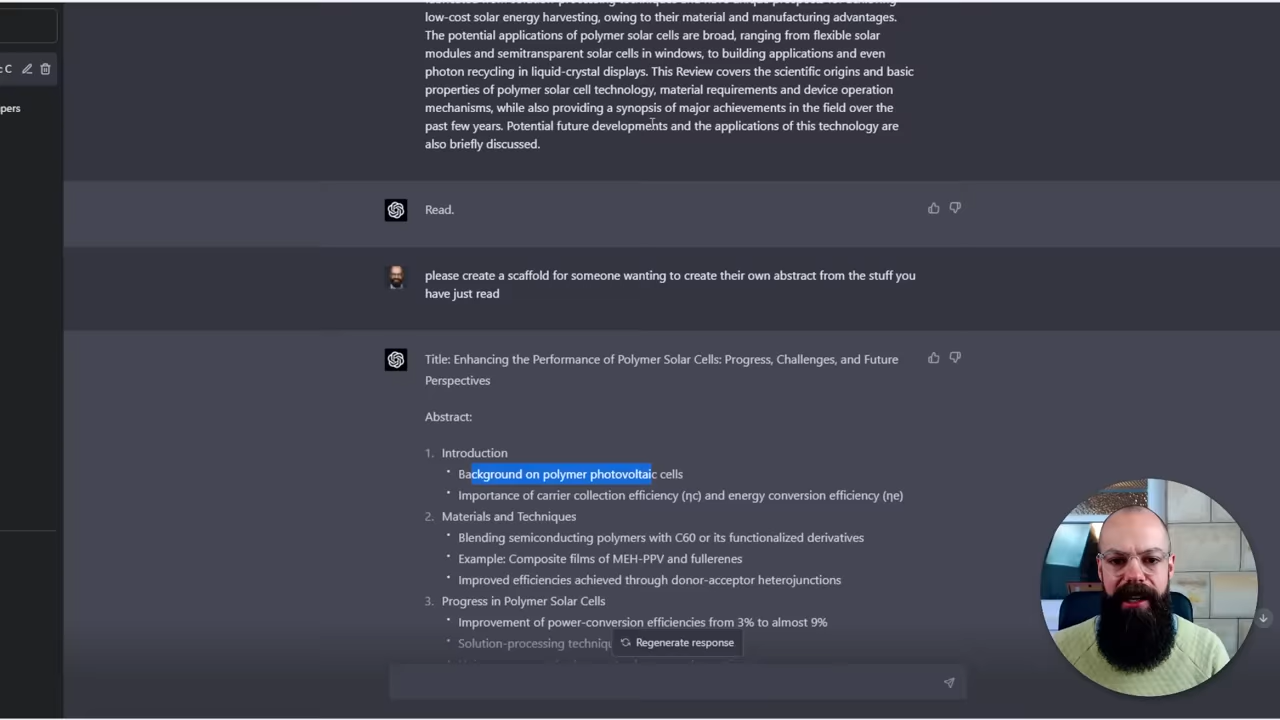 low-cost solar energy harvesting, owing to their material and manufacturing advantages.
The potential applications of polymer solar cells are broad, ranging from flexible solar
modules and semitransparent solar cells in windows, to building applications and even
photon recycling in liquid-crystal displays. This Review covers the scientific origins and basic
properties of polymer solar cell technology, material requirements and device operation
mechanisms, while also providing a synopsis of major achievements in the field over the
past few years. Potential future developments and the applications of this technology are
also briefly discussed.
C
pers
Read.
please create a scaffold for someone wanting to create their own abstract from the stuff you
have just read
Title: Enhancing the Performance of Polymer Solar Cells: Progress, Challenges, and Future
Perspectives
Abstract:
1. Introduction
• Background on polymer photovoltaic cells
• Importance of carrier collection efficiency (ηc) and energy conversion efficiency (ηe)
2. Materials and Techniques
• Blending semiconducting polymers with C60 or its functionalized derivatives
• Example: Composite films of MEH-PPV and fullerenes
• Improved efficiencies achieved through donor-acceptor heterojunctions
3. Progress in Polymer Solar Cells
• Improvement of power-conversion efficiencies from 3% to almost 9%
• Solution-processing techniqu
Regenerate response